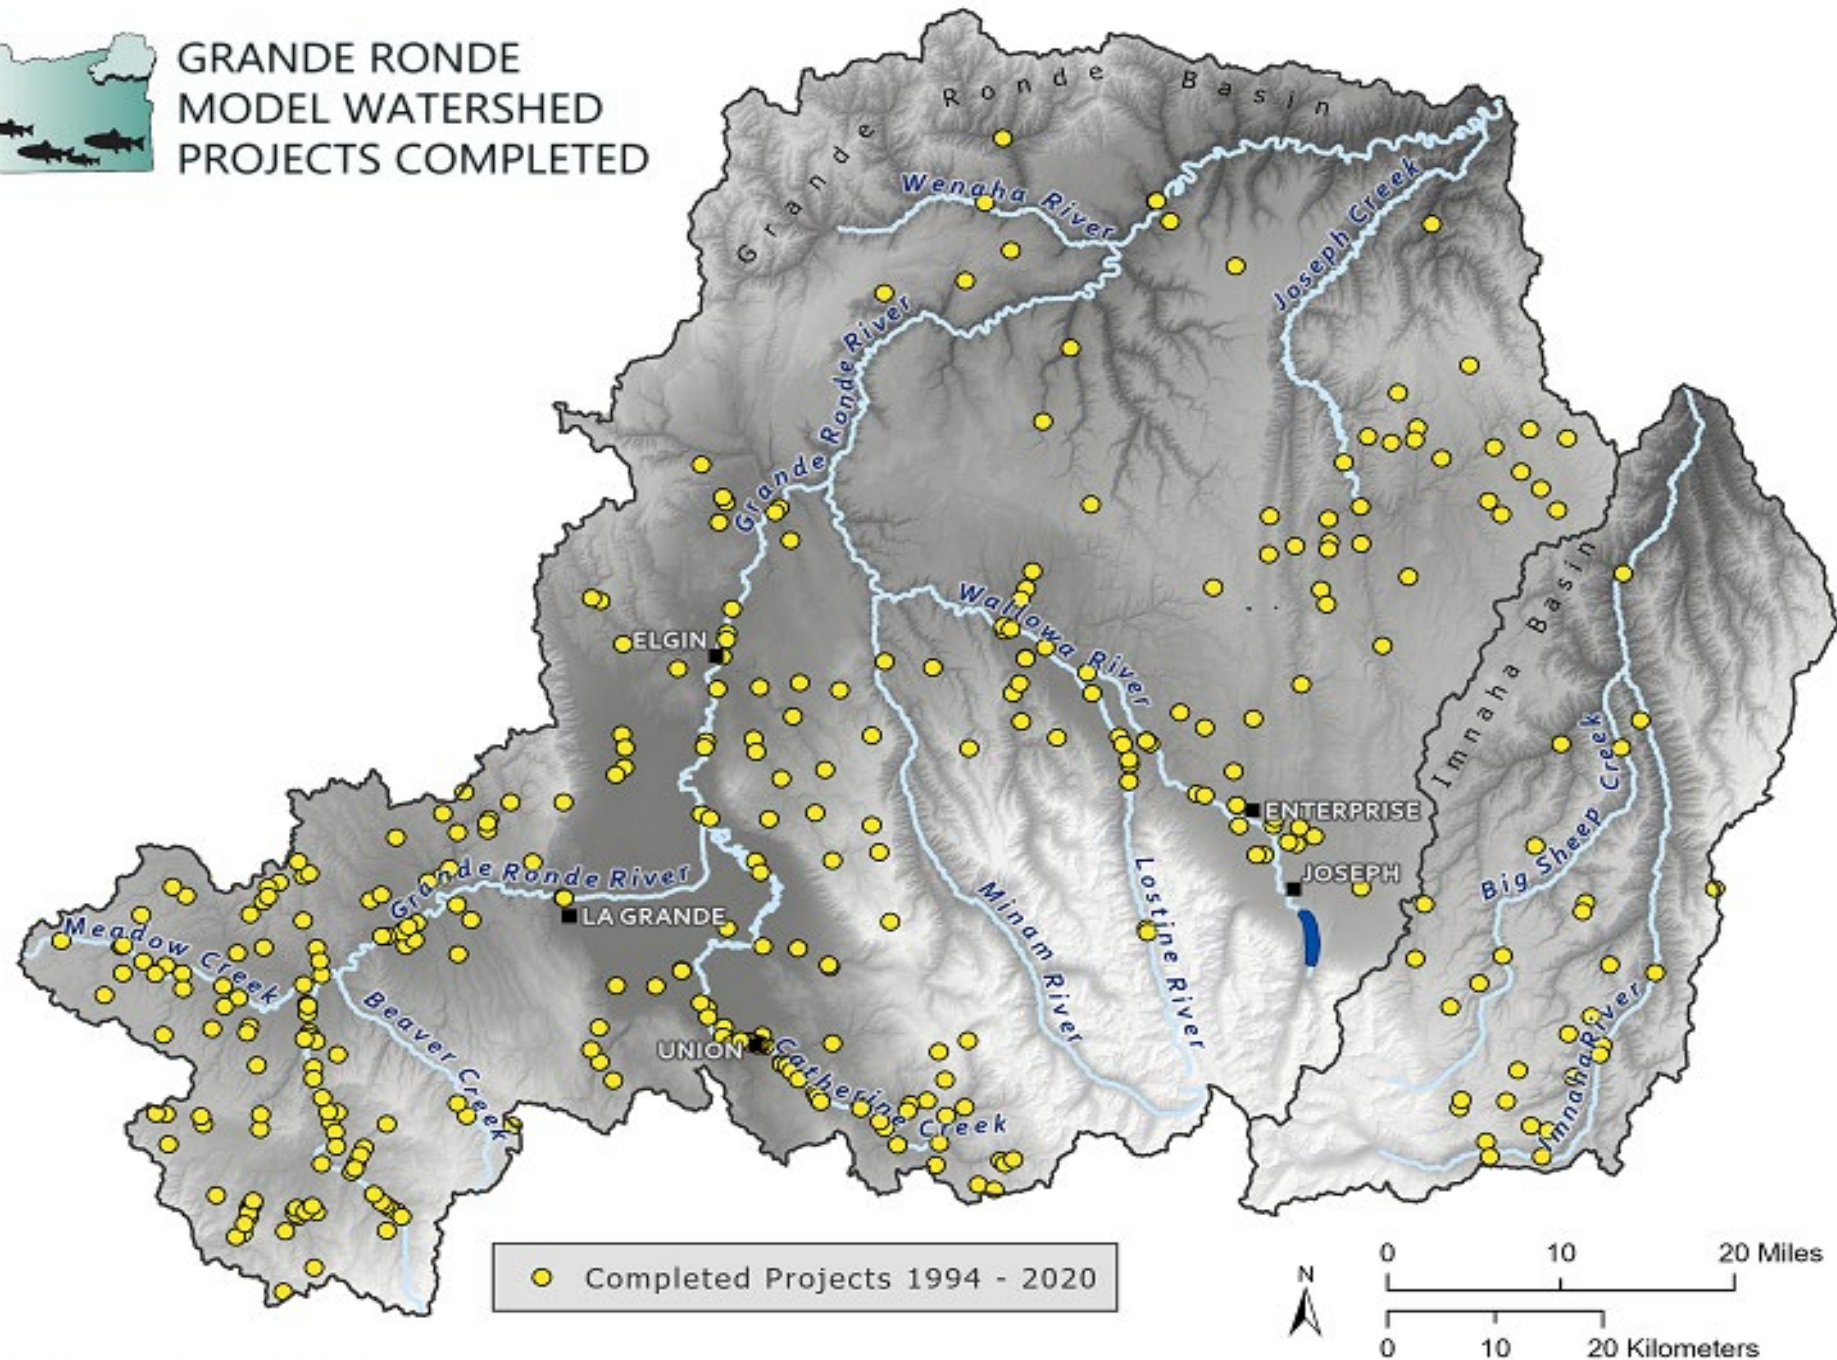 GRANDE RONDE
MODEL WATERSHED
PROJECTS COMPLETED
Grande Ronde Basin
Wenaha River
Joseph Creek
Grande Ronde River
Wallowa River
ELGIN
Imnaha Basin
Big Sheep Creek
ENTERPRISE
JOSEPH
Grande Ronde River
LA GRANDE
Meadow Creek
Beaver Creek
Minam River
Lostine River
UNION
Catherine Creek
Imnaha River
Completed Projects 1994 - 2020
0 10 20 Miles
N
0 10 20 Kilometers